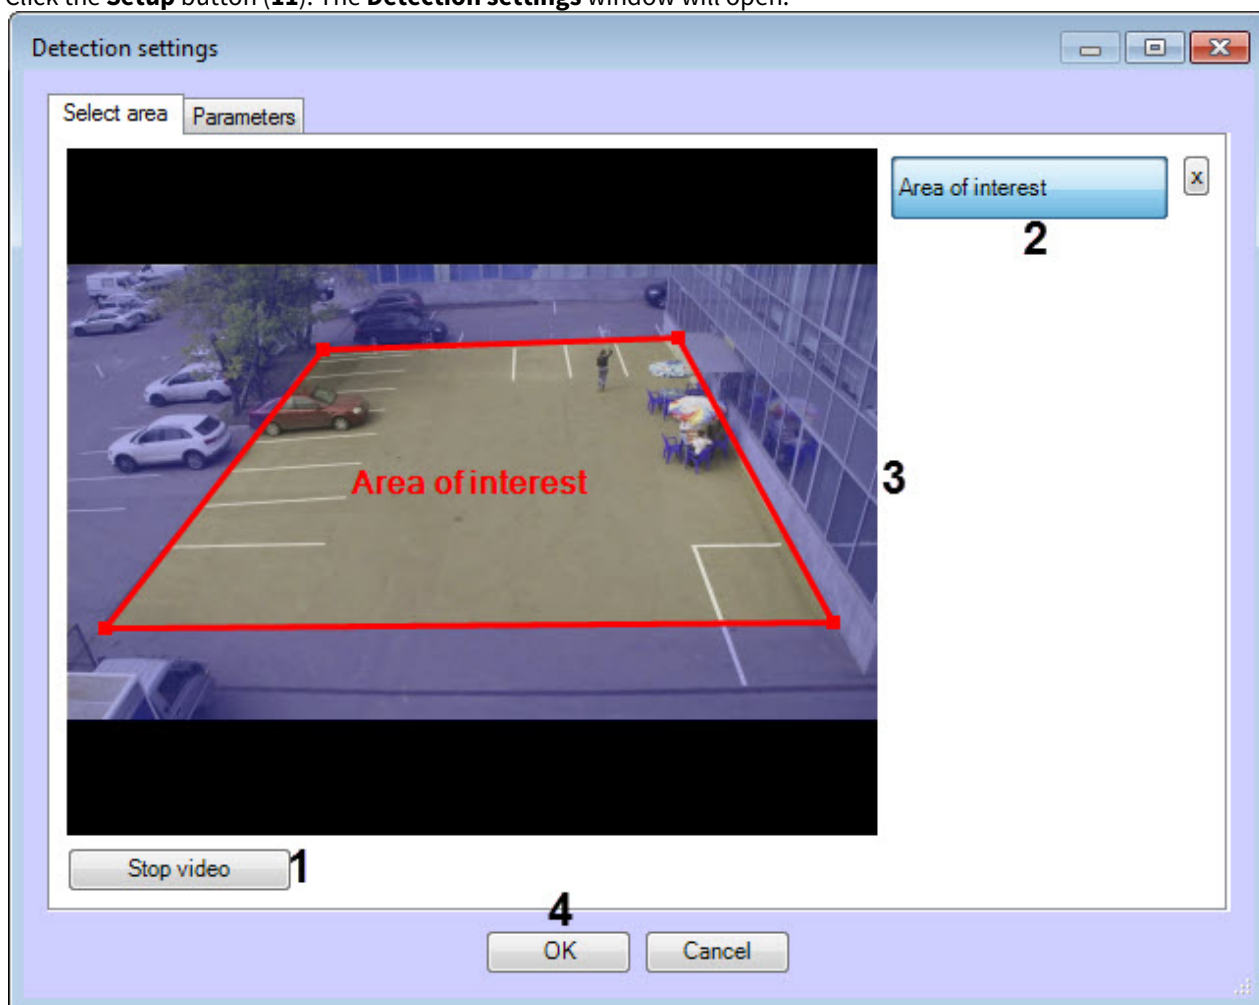 Click the Setup button (11). The Detection settings window will open.
Detection settings
Select area
Parameters
Area of interest
x
2
Area of interest
3
Stop video
1
4
OK
Cancel